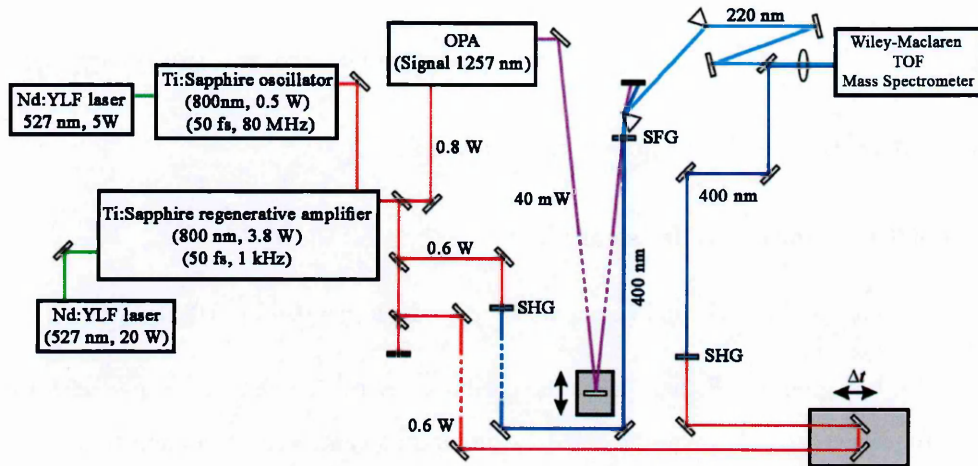 OPA
(Signal 1257 nm)
220 nm
Wiley-Maclaren
TOF
Mass Spectrometer
Ti:Sapphire oscillator
(800nm, 0.5 W)
(50 fs, 80 MHz)
Nd:YLF laser
527 nm, 5W
0.8 W
SFG
40 mW
400 nm
Ti:Sapphire regenerative amplifier
(800 nm, 3.8 W)
(50 fs, 1 kHz)
0.6 W
400 nm
Nd:YLF laser
(527 nm, 20 W)
SHG
SHG
Δt
0.6 W